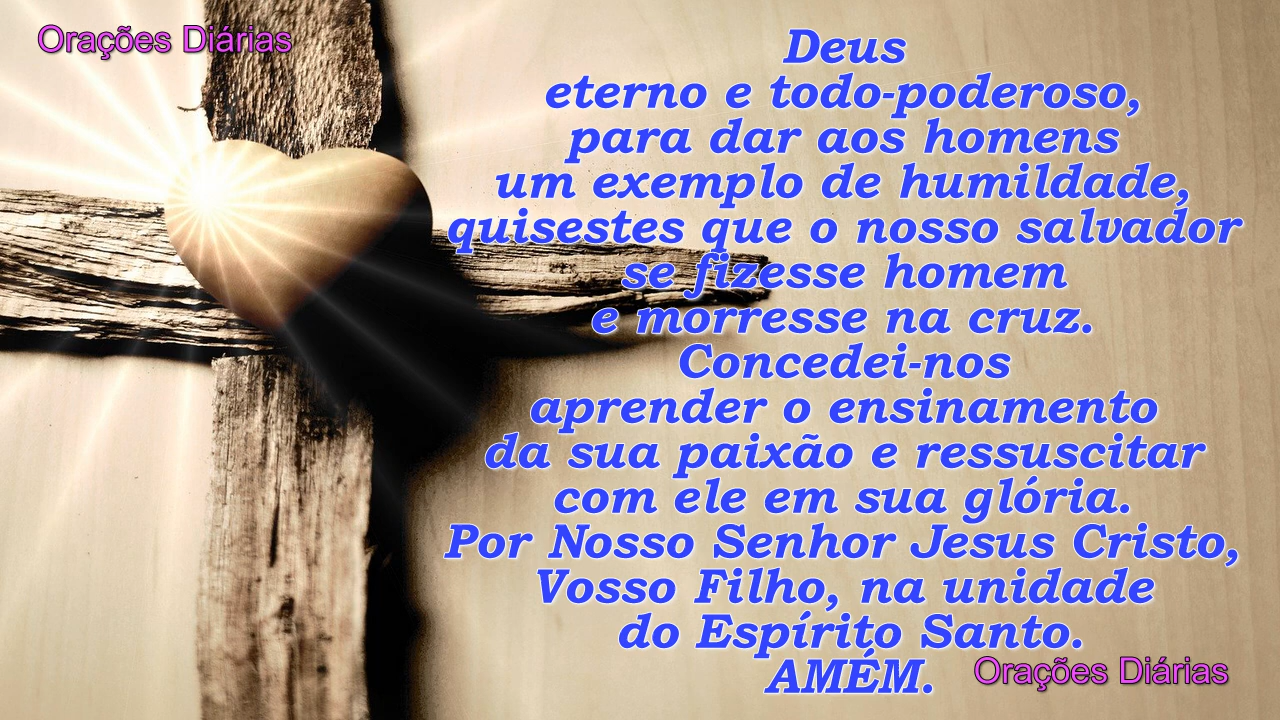 Orações Diárias
Deus
eterno e todo-poderoso,
para dar aos homens
um exemplo de humildade,
quisestes que o nosso salvador
se fizesse homem
e morresse na cruz.
Concedei-nos
aprender o ensinamento
da sua paixão e ressuscitar
com ele em sua glória.
Por Nosso Senhor Jesus Cristo,
Vosso Filho, na unidade
do Espírito Santo.
AMÉM.
Orações Diárias